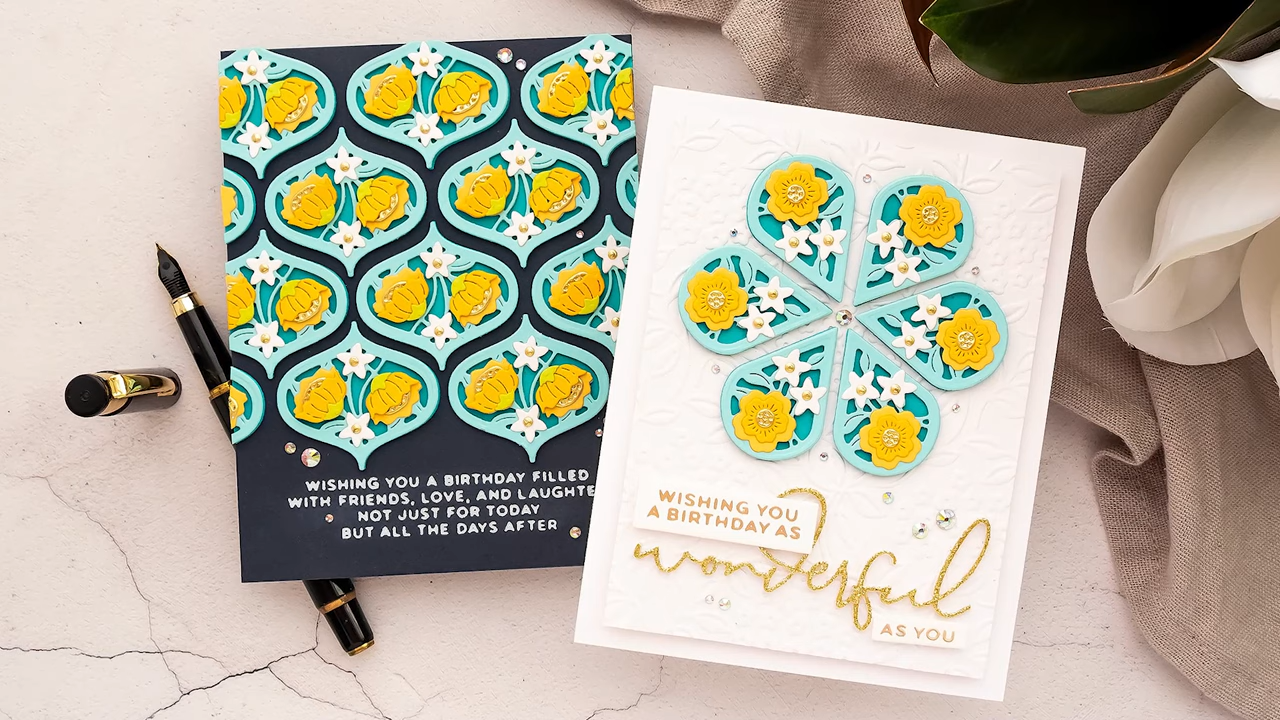 WISHING YOU A BIRTHDAY FILLED
WITH FRIENDS, LOVE, AND LAUGHTE
NOT JUST FOR TODAY
BUT ALL THE DAYS AFTER
WISHING YOU
A BIRTHDAY AS
wonderful
AS YOU